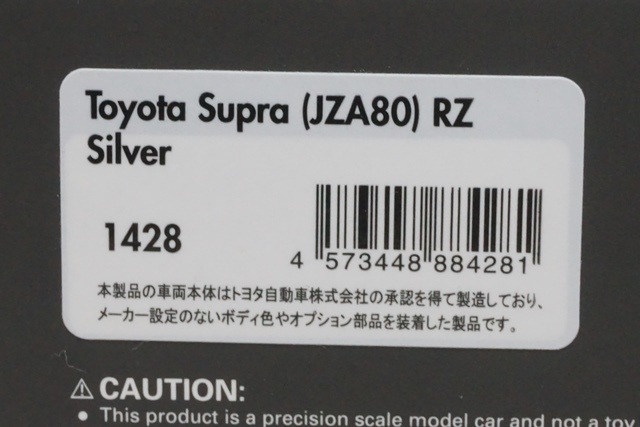 Toyota Supra (JZA80) RZ
Silver
1428
4 573448 884281
本製品の車両本体はトヨタ自動車株式会社の承認を得て製造しており、
メーカー設定のないボディ色やオプション部品を装着した製品です。
⚠ CAUTION:
• This product is a precision scale model car and not a toy